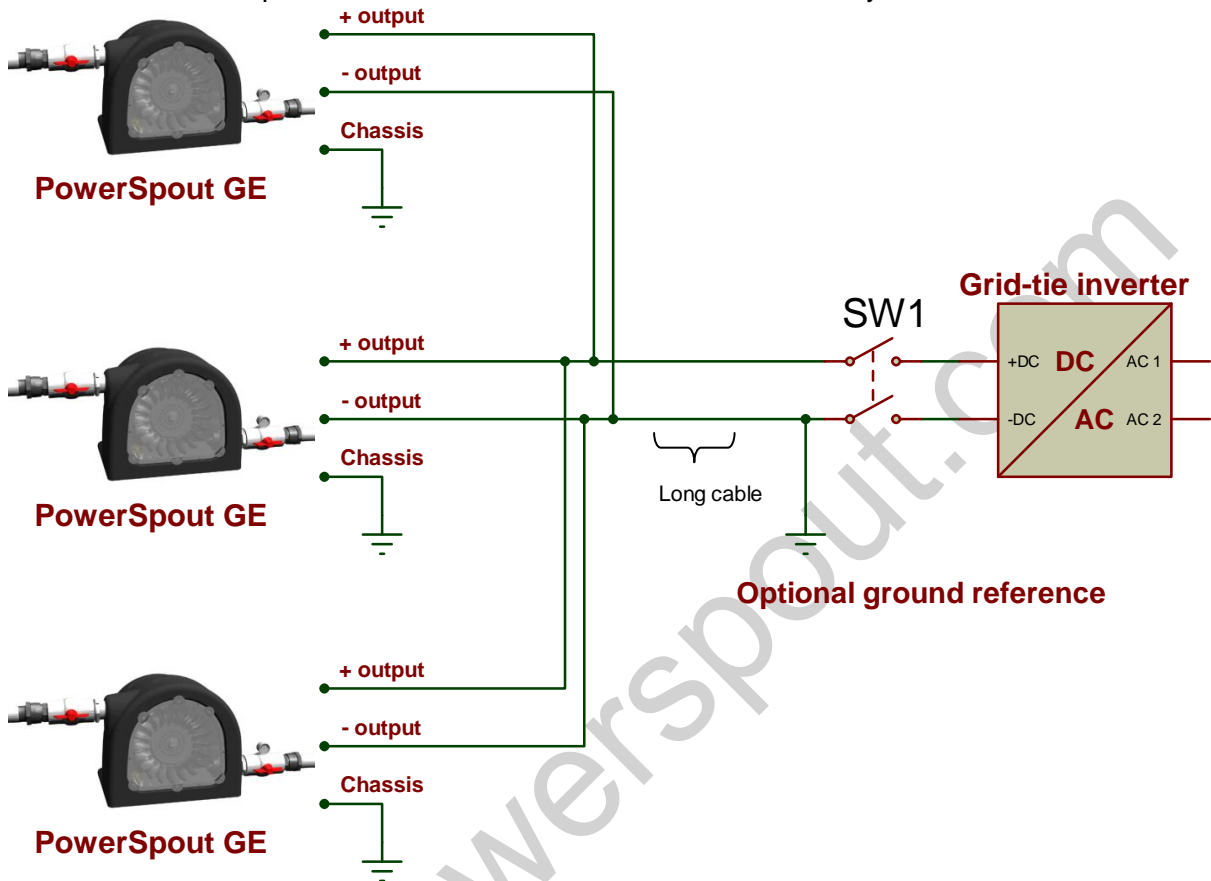 + output
- output
Chassis
PowerSpout GE
Grid-tie inverter
SW1
+ output
+DC DC AC 1
- output
-DC AC AC 2
Chassis
Long cable
PowerSpout GE
Optional ground reference
+ output
- output
Chassis
PowerSpout GE
werspout.com